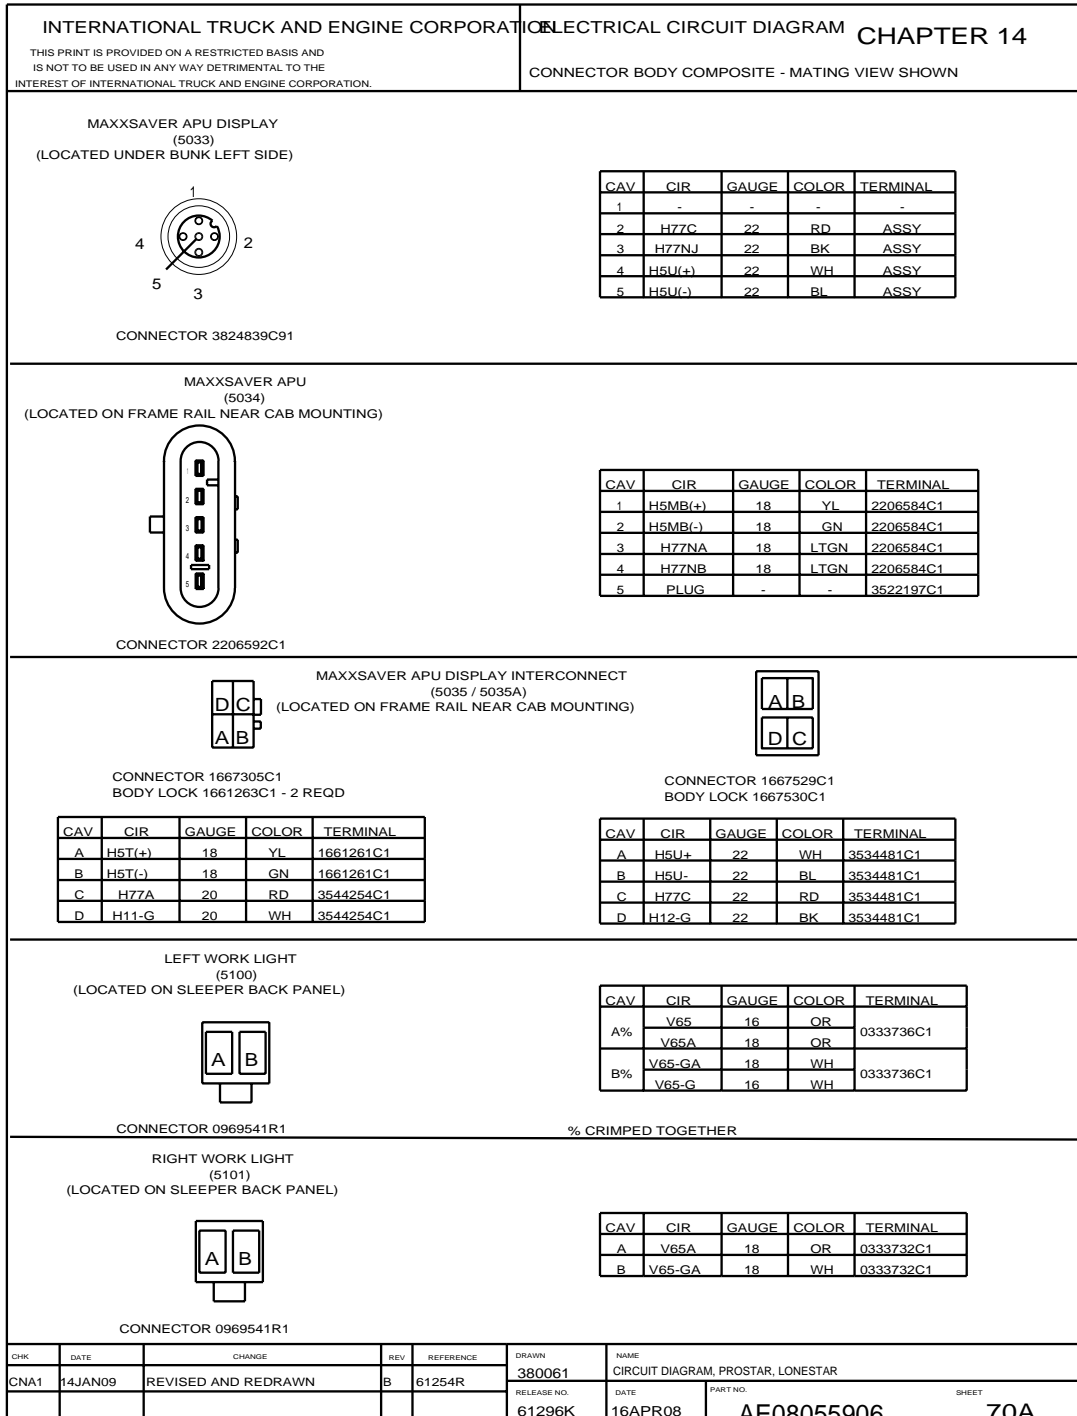 INTERNATIONAL TRUCK AND ENGINE CORPORATION
THIS PRINT IS PROVIDED ON A RESTRICTED BASIS AND
IS NOT TO BE USED IN ANY WAY DETRIMENTAL TO THE
INTEREST OF INTERNATIONAL TRUCK AND ENGINE CORPORATION.
ELECTRICAL CIRCUIT DIAGRAM
CHAPTER 14
CONNECTOR BODY COMPOSITE - MATING VIEW SHOWN
MAXXSAVER APU DISPLAY
(5033)
(LOCATED UNDER BUNK LEFT SIDE)
1
4 2
5
3
CONNECTOR 3824839C91
CAV CIR GAUGE COLOR TERMINAL
1 - - - -
2 H77C 22 RD ASSY
3 H77NJ 22 BK ASSY
4 H5U(+) 22 WH ASSY
5 H5U(-) 22 BL ASSY
MAXXSAVER APU
(5034)
(LOCATED ON FRAME RAIL NEAR CAB MOUNTING)
1
2
3
4
5
CONNECTOR 2206592C1
CAV CIR GAUGE COLOR TERMINAL
1 H5MB(+) 18 YL 2206584C1
2 H5MB(-) 18 GN 2206584C1
3 H77NA 18 LTGN 2206584C1
4 H77NB 18 LTGN 2206584C1
5 PLUG - - 3522197C1
MAXXSAVER APU DISPLAY INTERCONNECT
(5035 / 5035A)
(LOCATED ON FRAME RAIL NEAR CAB MOUNTING)
D C
A B
CONNECTOR 1667305C1
BODY LOCK 1661263C1 - 2 REQD
CAV CIR GAUGE COLOR TERMINAL
A H5T(+) 18 YL 1661261C1
B H5T(-) 18 GN 1661261C1
C H77A 20 RD 3544254C1
D H11-G 20 WH 3544254C1
A B
D C
CONNECTOR 1667529C1
BODY LOCK 1667530C1
CAV CIR GAUGE COLOR TERMINAL
A H5U+ 22 WH 3534481C1
B H5U- 22 BL 3534481C1
C H77C 22 RD 3534481C1
D H12-G 22 BK 3534481C1
LEFT WORK LIGHT
(5100)
(LOCATED ON SLEEPER BACK PANEL)
A B
CONNECTOR 0969541R1
CAV CIR GAUGE COLOR TERMINAL
A% V65 16 OR 0333736C1
V65A 18 OR
B% V65-GA 18 WH 0333736C1
V65-G 16 WH
% CRIMPED TOGETHER
RIGHT WORK LIGHT
(5101)
(LOCATED ON SLEEPER BACK PANEL)
A B
CONNECTOR 0969541R1
CAV CIR GAUGE COLOR TERMINAL
A V65A 18 OR 0333732C1
B V65-GA 18 WH 0333732C1
CHK DATE CHANGE REV REFERENCE
CNA1 14JAN09 REVISED AND REDRAWN B 61254R
DRAWN
380061
NAME
CIRCUIT DIAGRAM, PROSTAR, LONESTAR
RELEASE NO.
61296K
DATE
16APR08
PART NO.
AE08055906
SHEET
70A